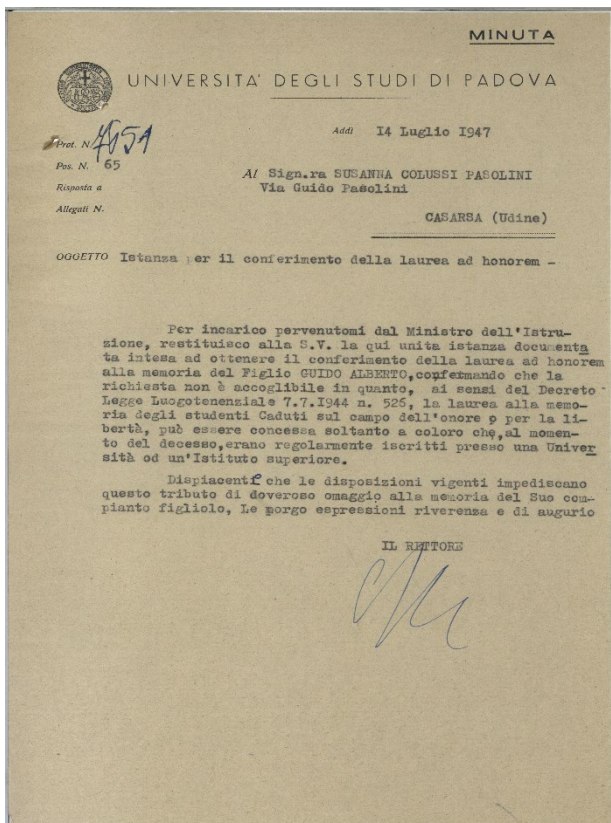 MINUTA
UNIVERSITA' DEGLI STUDI DI PADOVA
Addì 14 Luglio 1947
Prot. N. 7651
Pos. N. 65
Risposta a
Allegati N.
Al Sign.ra SUSANNA COLUSSI PASOLINI
Via Guido Pasolini
CASARSA (Udine)
OGGETTO Istanza per il conferimento della laurea ad honorem -
Per incarico pervenutomi dal Ministro dell'Istru-
zione, restituisco alla S.V. la qui unita istanza documenta
ta intesa ad ottenere il conferimento della laurea ad honorem
alla memoria del Figlio GUIDO ALBERTO, confermando che la
richiesta non è accoglibile in quanto, ai sensi del Decreto-
Legge Luogotenenziale 7.7.1944 n. 526, la laurea alla memo-
ria degli studenti Caduti sul campo dell'onore o per la li-
bertà, può essere concessa soltanto a coloro che, al momen-
to del decesso, erano regolarmente iscritti presso una Univer
sità od un'Istituto superiore.
Dispiacente che le disposizioni vigenti impediscano
questo tributo di doveroso omaggio alla memoria del Suo com-
pianto figliolo, Le porgo espressioni riverenza e di augurio
IL RETTORE